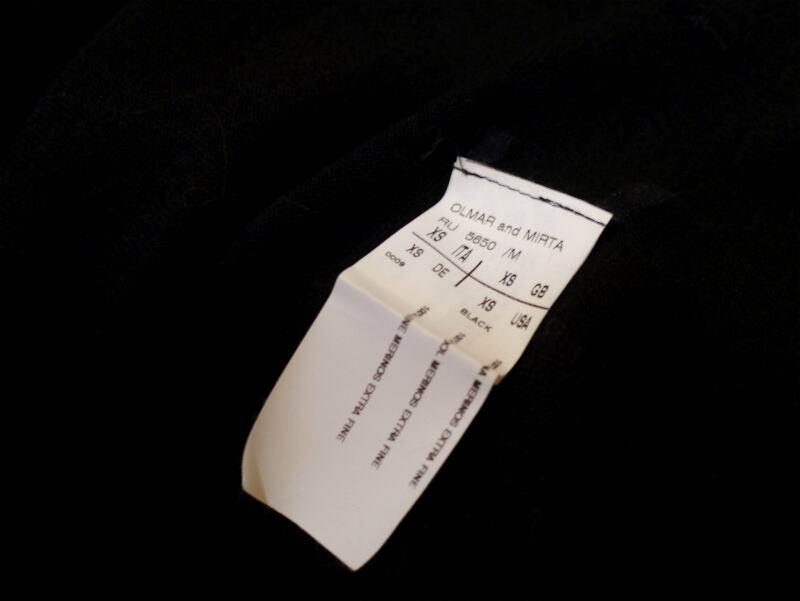 OLMAR and MIRTA
RU 5650 /M
XS ITA XS GB
XS DE XS USA
0009 BLACK
MERINOS EXTRA FINE
MERINOS EXTRA FINE
MERINOS EXTRA FINE